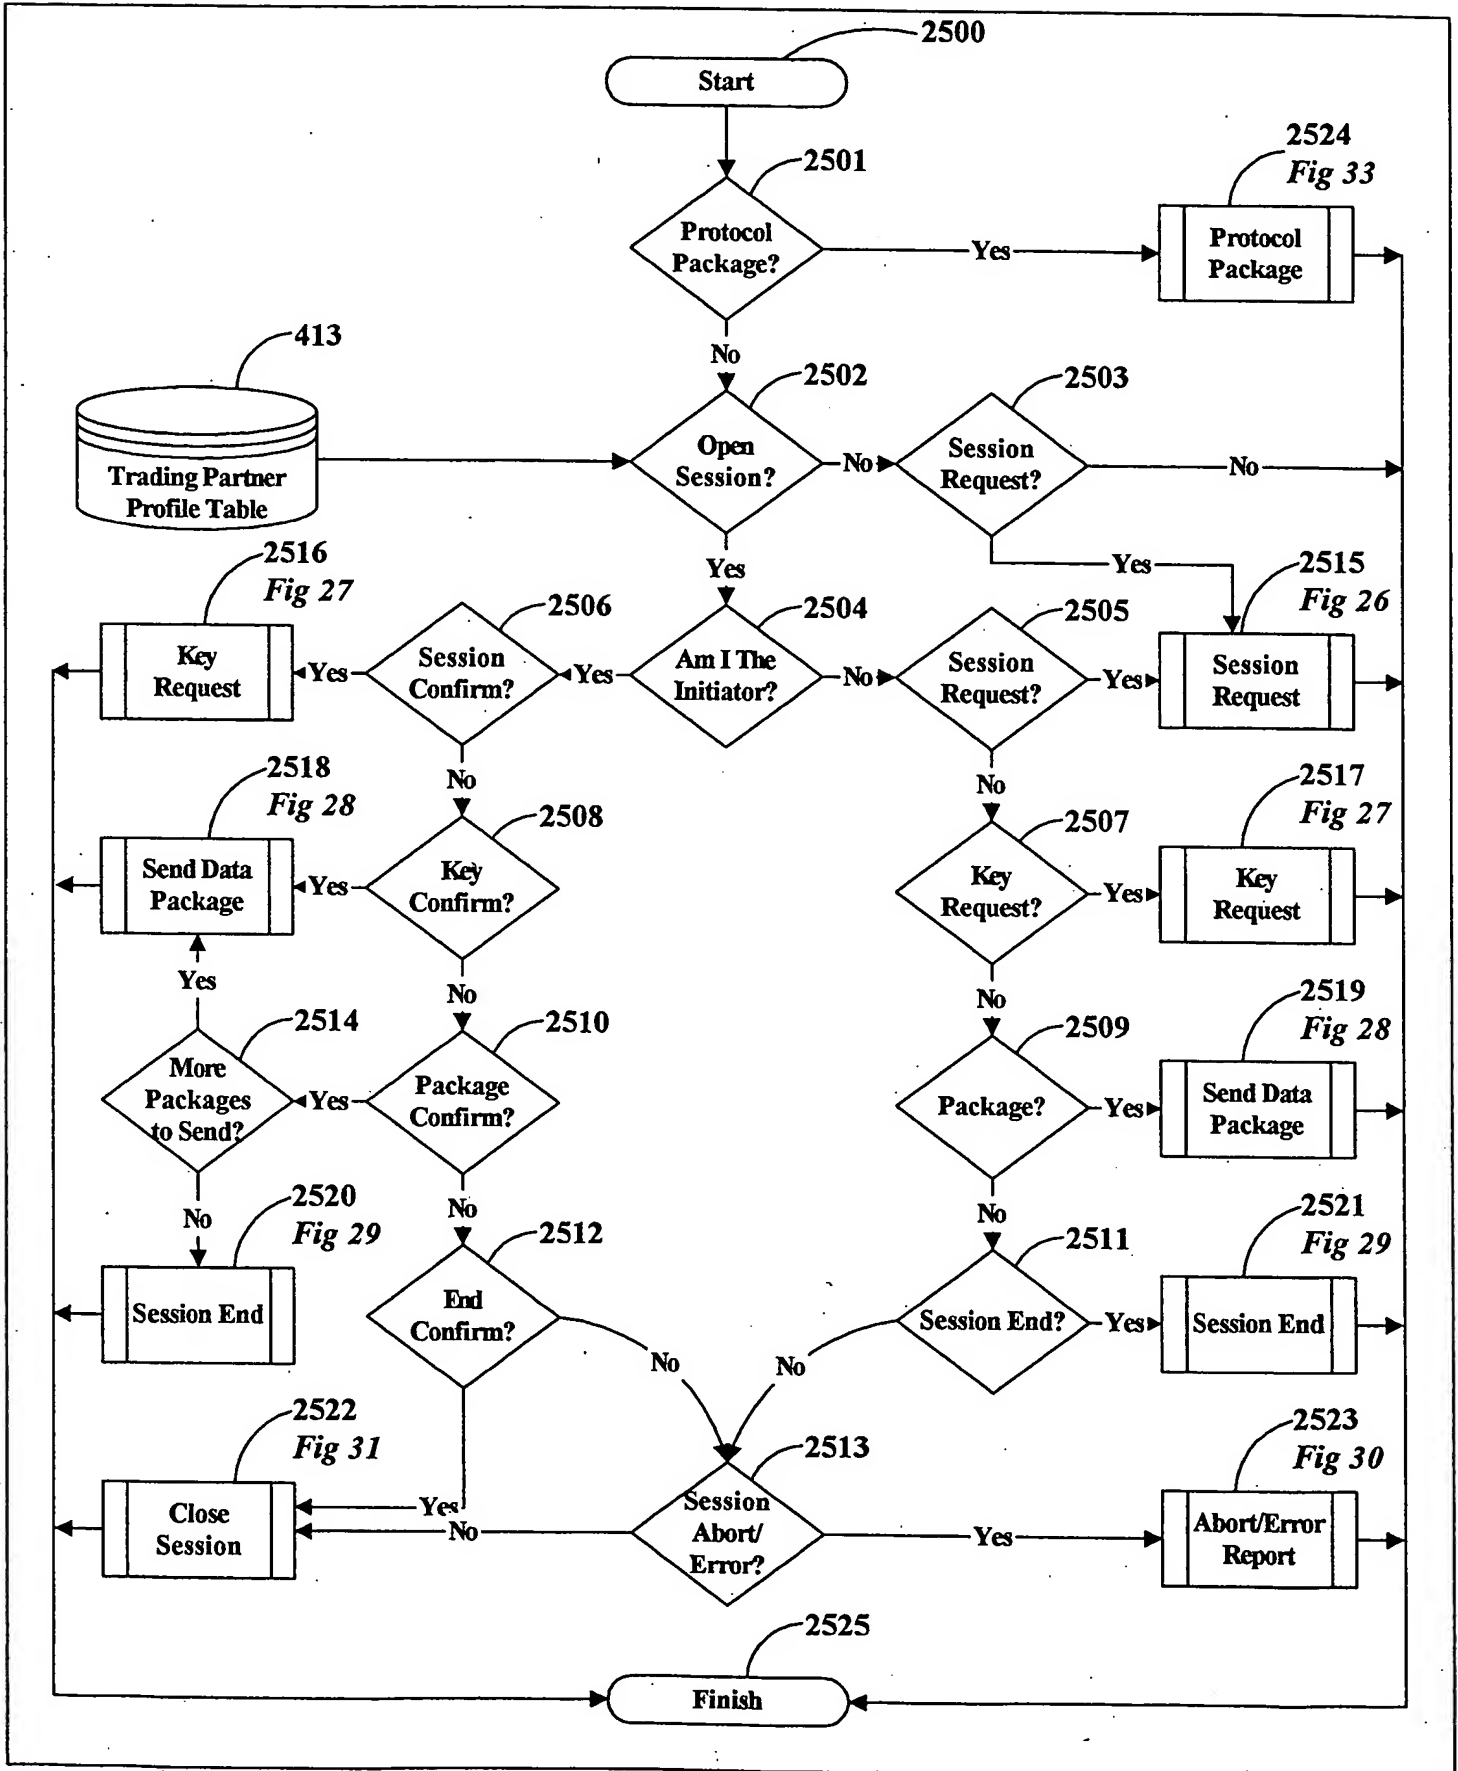 2500
Start
2501
2524
Fig 33
Protocol
Package?
Yes
Protocol
Package
No
413
2502
2503
Trading Partner
Profile Table
Open
Session?
No
Session
Request?
No
Yes
Yes
2516
Fig 27
2506
2504
2505
2515
Fig 26
Key
Request
Yes
Session
Confirm?
Yes
Am I The
Initiator?
No
Session
Request?
Yes
Session
Request
No
No
2518
Fig 28
2508
2507
2517
Fig 27
Send Data
Package
Yes
Key
Confirm?
Key
Request?
Yes
Key
Request
Yes
No
No
2514
2510
2509
2519
Fig 28
More
Packages
to Send?
Yes
Package
Confirm?
Package?
Yes
Send Data
Package
No
No
No
2520
Fig 29
2512
2511
2521
Fig 29
Session End
End
Confirm?
Session End?
Yes
Session End
No
No
2522
Fig 31
2513
2523
Fig 30
Close
Session
Yes
No
Session
Abort/
Error?
Yes
Abort/Error
Report
2525
Finish